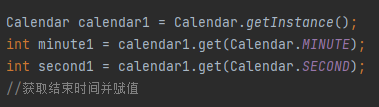 Calendar calendar1 = Calendar.getInstance();
int minute1 = calendar1.get(Calendar.MINUTE);
int second1 = calendar1.get(Calendar.SECOND);
//获取结束时间并赋值